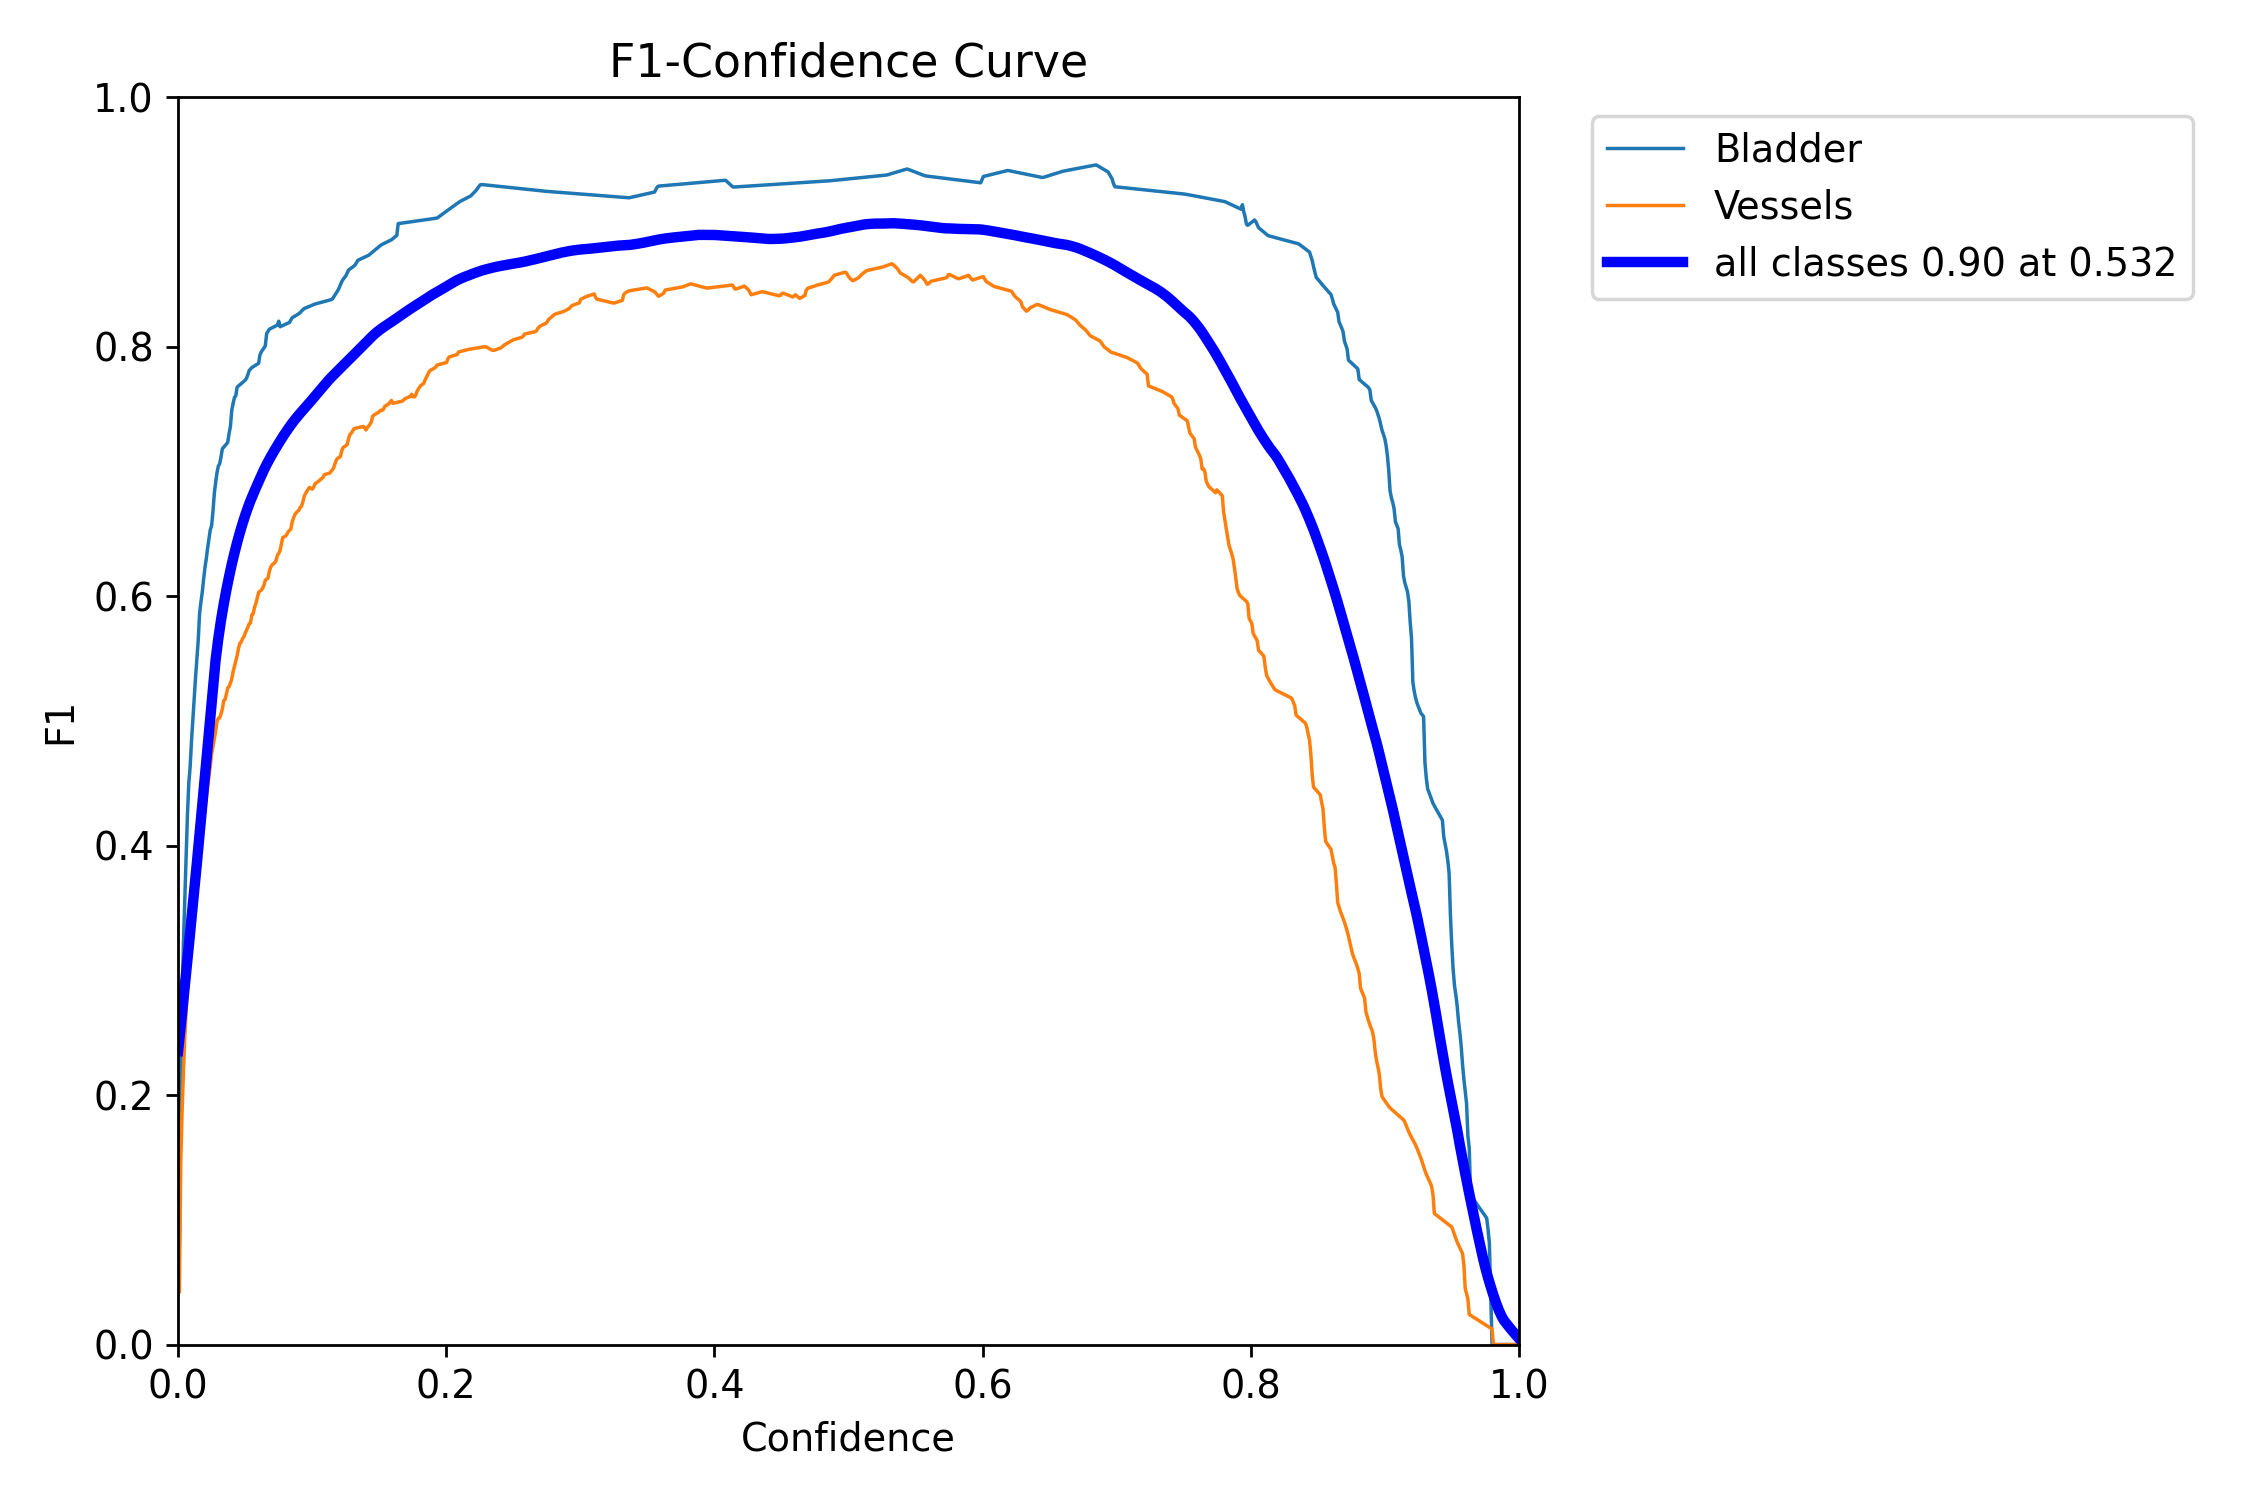 F1-Confidence Curve
Bladder
Vessels
all classes 0.90 at 0.532
1.0
0.8
0.6
0.4
0.2
0.0
F1
0.0 0.2 0.4 0.6 0.8 1.0
Confidence